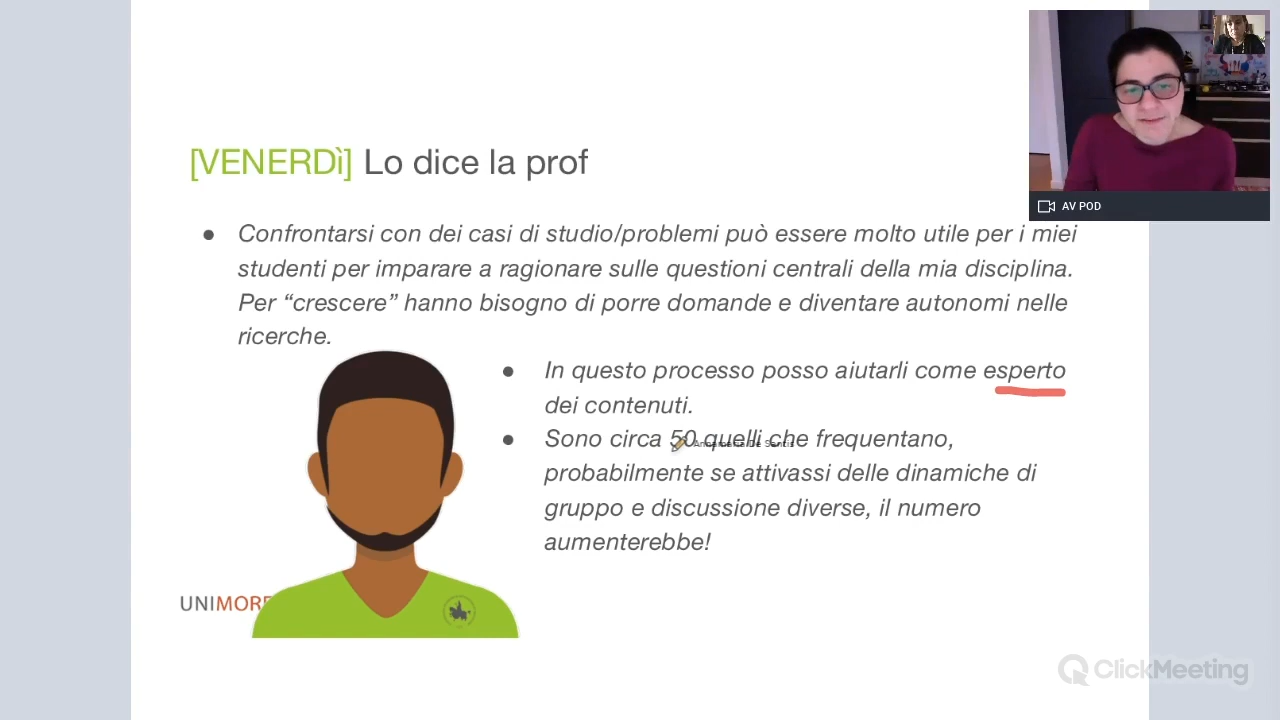 AV POD
[VENERDì] Lo dice la prof
● Confrontarsi con dei casi di studio/problemi può essere molto utile per i miei
studenti per imparare a ragionare sulle questioni centrali della mia disciplina.
Per “crescere” hanno bisogno di porre domande e diventare autonomi nelle
ricerche.
● In questo processo posso aiutarli come esperto
dei contenuti.
● Sono circa 50 quelli che frequentano,
Annamaria De Santis
probabilmente se attivassi delle dinamiche di
gruppo e discussione diverse, il numero
aumenterebbe!
UNIMORE
ClickMeeting